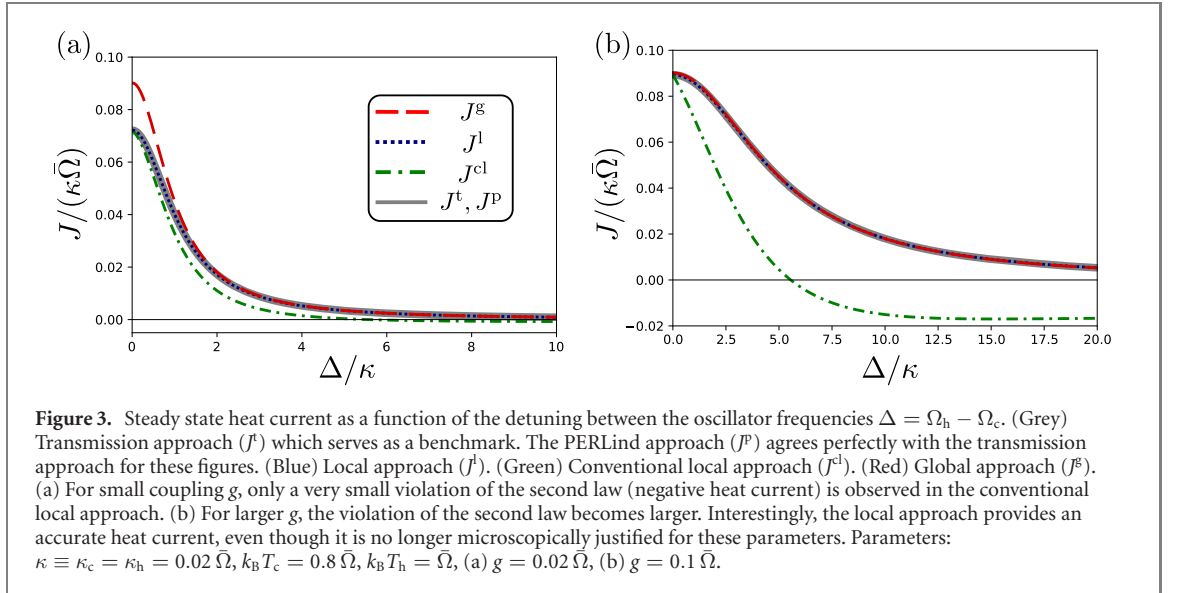 (a)
0.10
0.08
0.06
0.04
0.02
0.00
J/(κΩ̄)
0 2 4 6 8 10
Δ/κ
J^g
J^l
J^cl
J^t, J^p
(b)
0.10
0.08
0.06
0.04
0.02
0.00
−0.02
J/(κΩ̄)
0.0 2.5 5.0 7.5 10.0 12.5 15.0 17.5 20.0
Δ/κ
Figure 3. Steady state heat current as a function of the detuning between the oscillator frequencies Δ = Ω_h − Ω_c. (Grey)
Transmission approach (J^t) which serves as a benchmark. The PERLind approach (J^p) agrees perfectly with the transmission
approach for these figures. (Blue) Local approach (J^l). (Green) Conventional local approach (J^cl). (Red) Global approach (J^g).
(a) For small coupling g, only a very small violation of the second law (negative heat current) is observed in the conventional
local approach. (b) For larger g, the violation of the second law becomes larger. Interestingly, the local approach provides an
accurate heat current, even though it is no longer microscopically justified for these parameters. Parameters:
κ ≡ κ_c = κ_h = 0.02 Ω̄, k_B T_c = 0.8 Ω̄, k_B T_h = Ω̄, (a) g = 0.02 Ω̄, (b) g = 0.1 Ω̄.